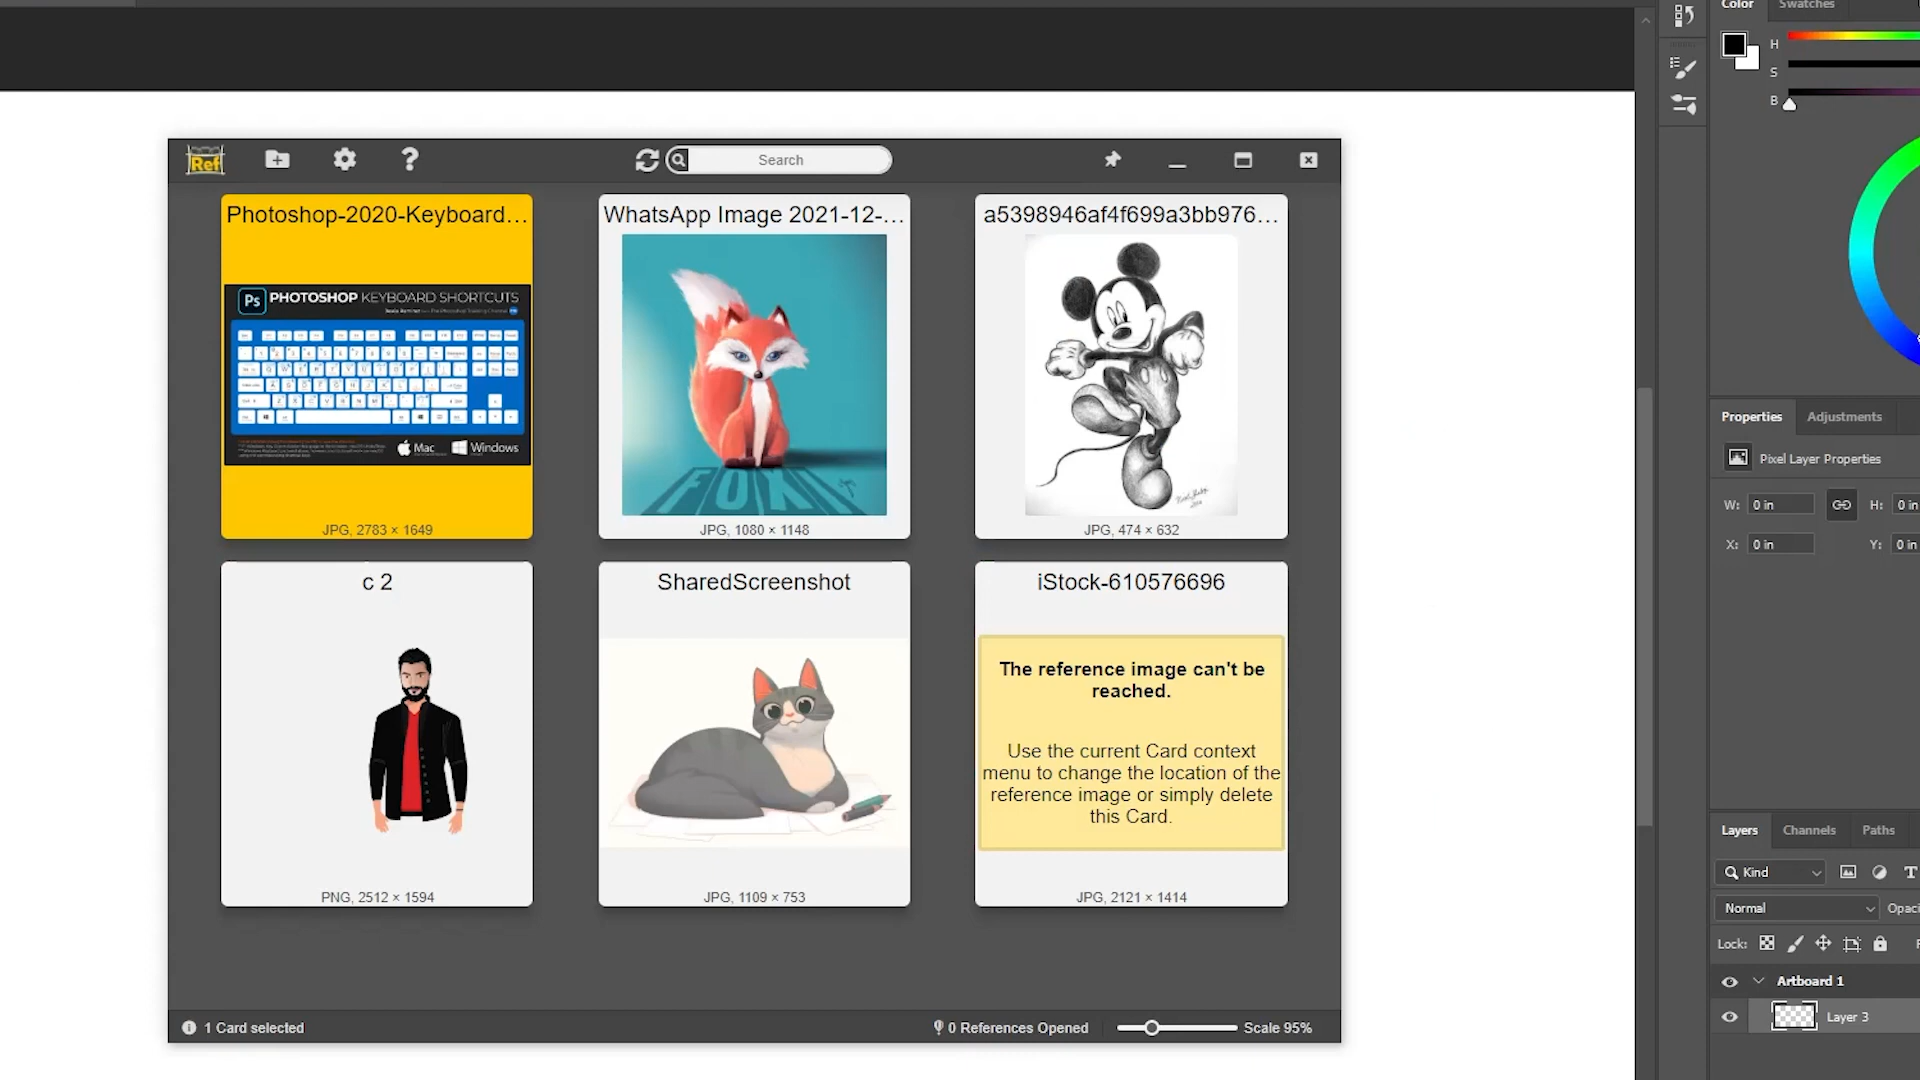 Color
Swatches
H
S
B
Ref
Search
Photoshop-2020-Keyboard...
Ps PHOTOSHOP KEYBOARD SHORTCUTS
Mac
Windows
JPG, 2783 × 1649
WhatsApp Image 2021-12-...
FOXI
JPG, 1080 × 1148
a5398946af4f699a3bb976...
JPG, 474 × 632
c 2
PNG, 2512 × 1594
SharedScreenshot
JPG, 1109 × 753
iStock-610576696
The reference image can't be
reached.
Use the current Card context
menu to change the location of the
reference image or simply delete
this Card.
JPG, 2121 × 1414
1 Card selected
0 References Opened
Scale 95%
Properties
Adjustments
Pixel Layer Properties
W: 0 in
H: 0 in
X: 0 in
Y: 0 in
Layers
Channels
Paths
Kind
T
Normal
Opaci
Lock:
Artboard 1
Layer 3